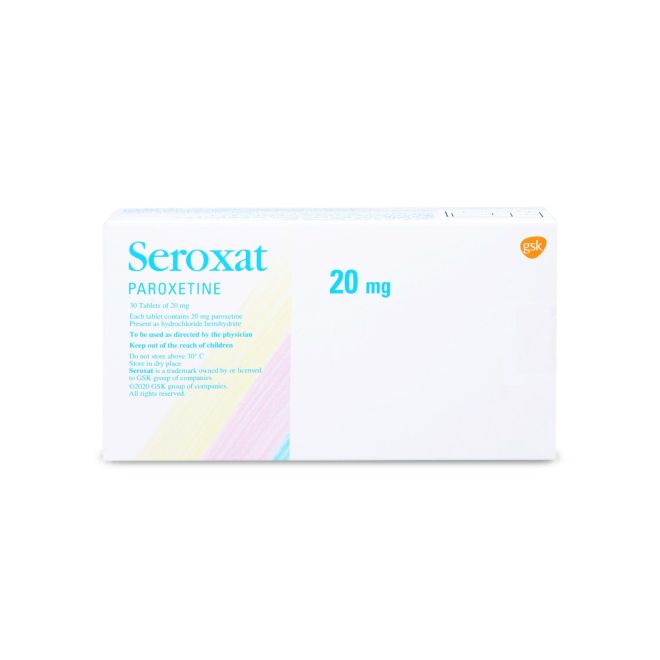 Seroxat
PAROXETINE
30 Tablets of 20 mg
Each tablet contains 20 mg paroxetine
Present as hydrochloride hemihydrate
To be used as directed by the physician
Keep out of the reach of children
Do not store above 30° C
Store in dry place
Seroxat is a trademark owned by or licensed
to GSK group of companies
©2020 GSK group of companies.
All rights reserved.
20 mg
gsk